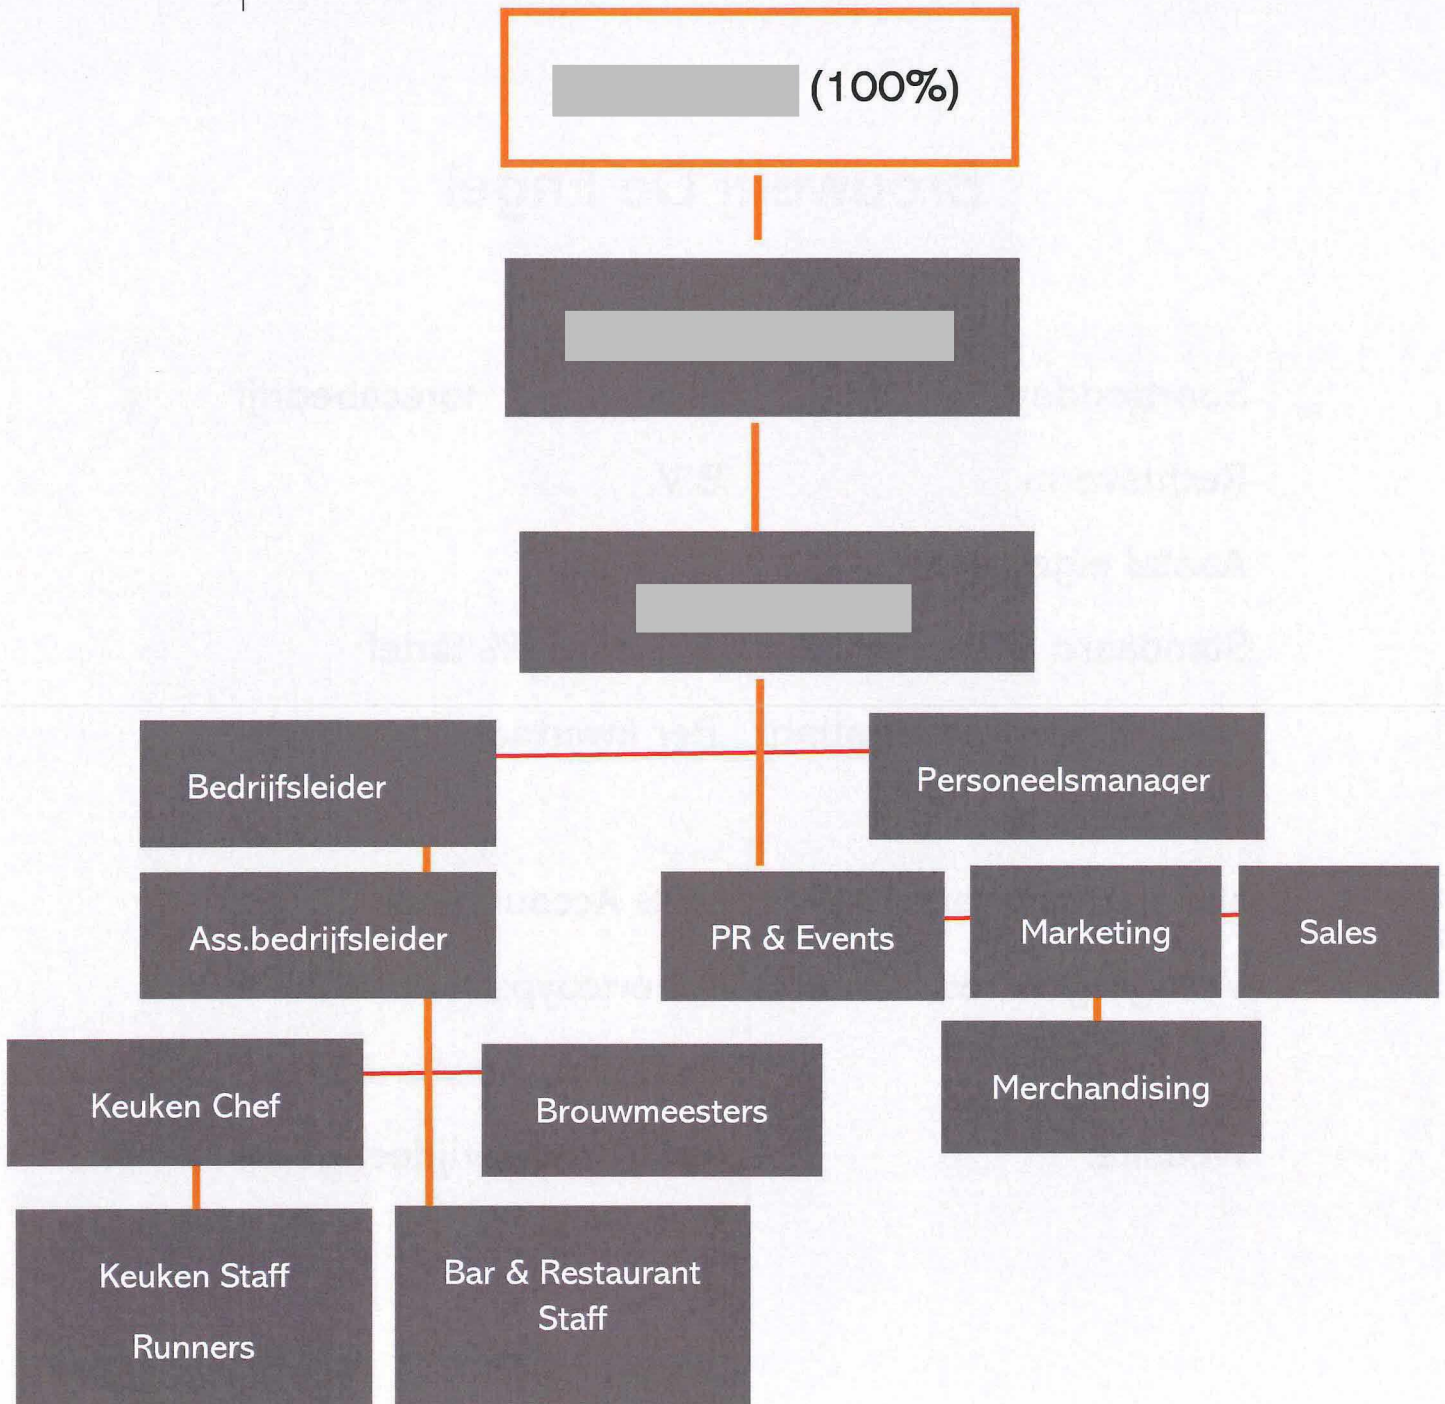 (100%)
Bedrijfsleider
Personeelsmanager
Ass.bedrijfsleider
PR & Events
Marketing
Sales
Keuken Chef
Brouwmeesters
Merchandising
Keuken Staff
Runners
Bar & Restaurant
Staff